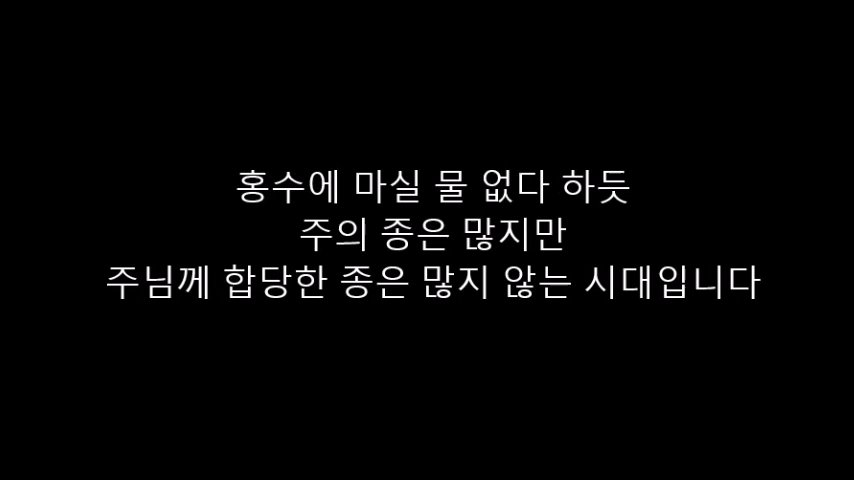 홍수에 마실 물 없다 하듯
주의 종은 많지만
주님께 합당한 종은 많지 않는 시대입니다